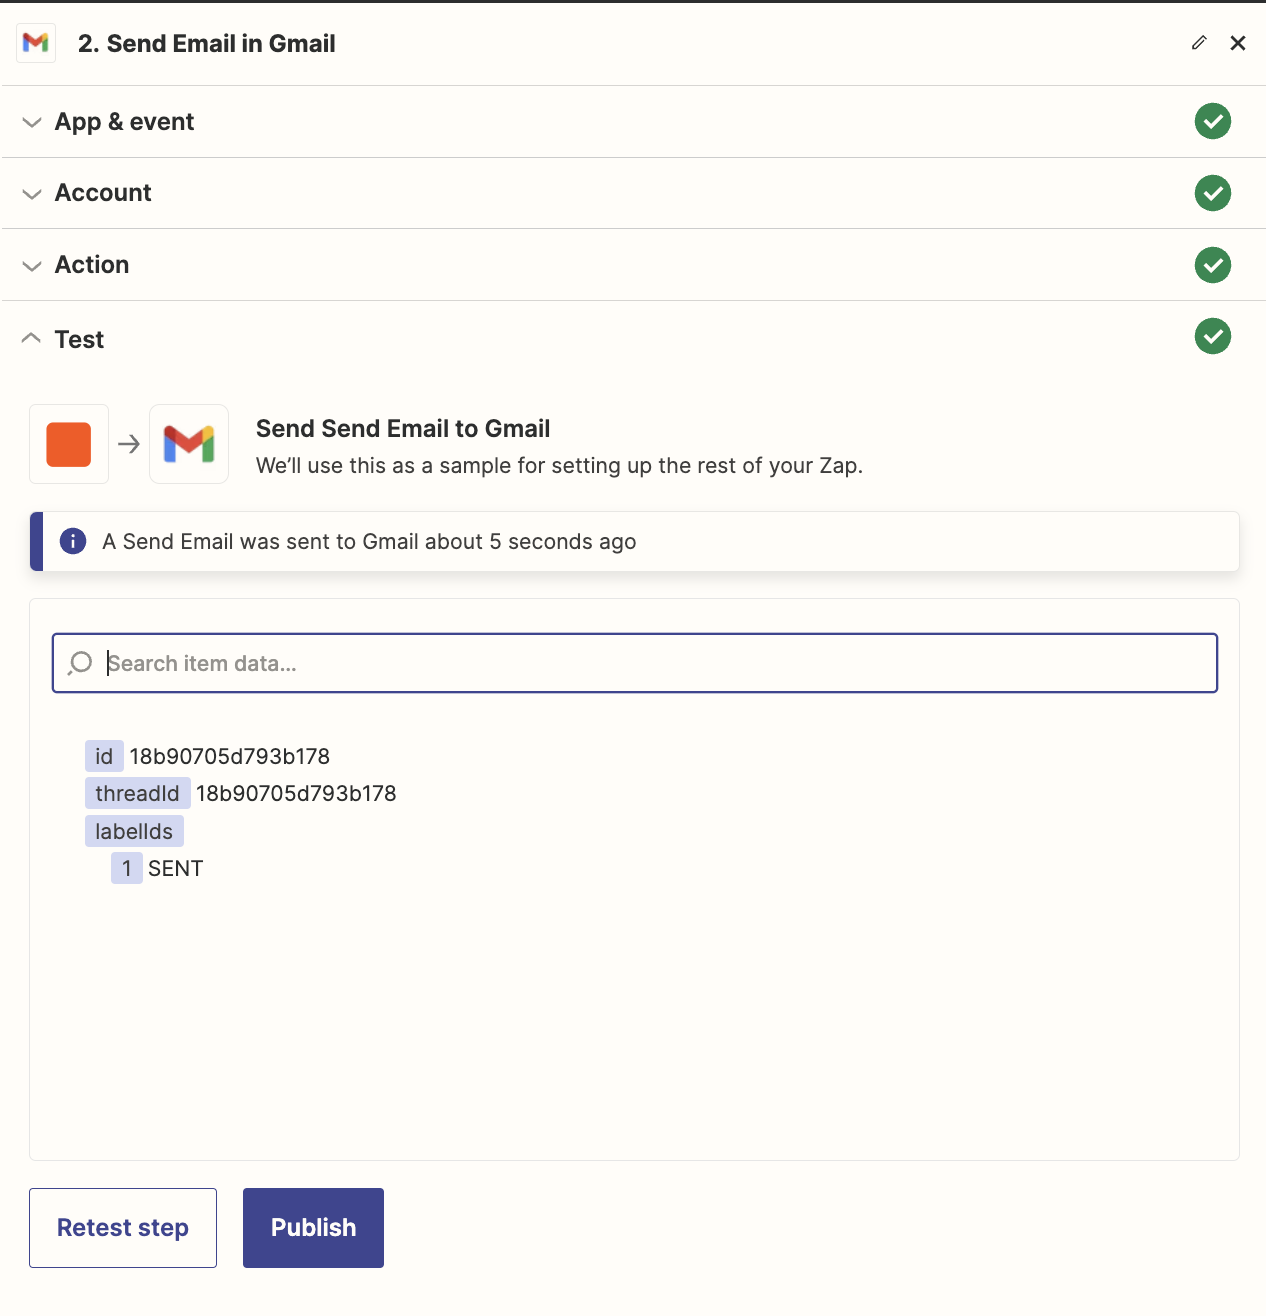 2. Send Email in Gmail
App & event
Account
Action
Test
Send Send Email to Gmail
We’ll use this as a sample for setting up the rest of your Zap.
A Send Email was sent to Gmail about 5 seconds ago
Search item data...
id 18b90705d793b178
threadId 18b90705d793b178
labelIds
1 SENT
Retest step
Publish